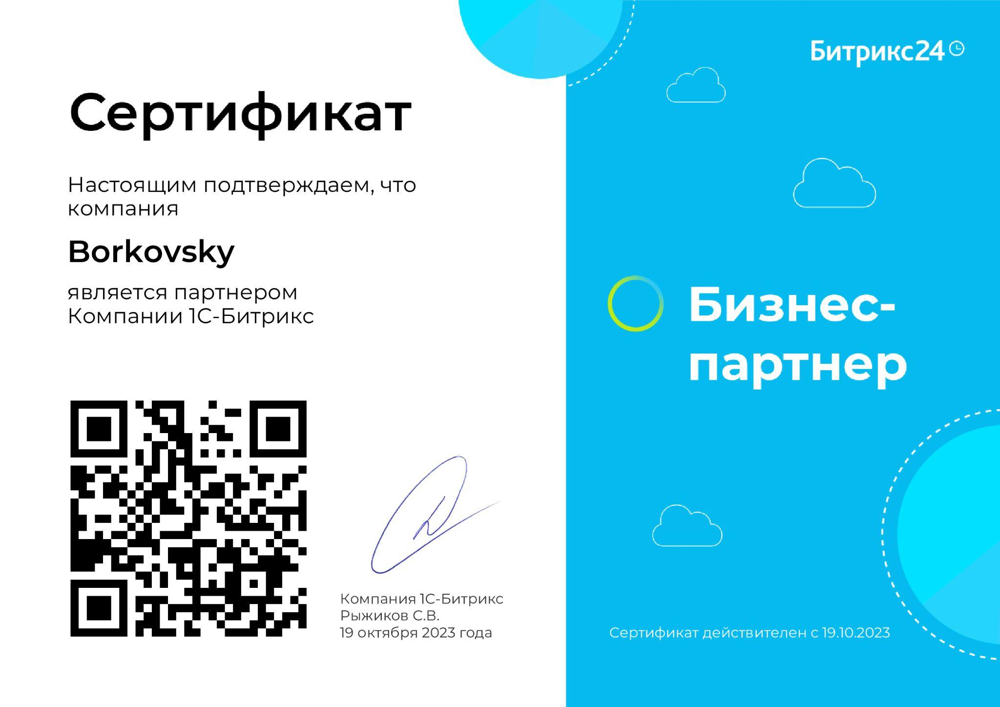 Сертификат
Настоящим подтверждаем, что
компания
Borkovsky
является партнером
Компании 1С-Битрикс
Компания 1С-Битрикс
Рыжиков С.В.
19 октября 2023 года
Битрикс24
Бизнес-
партнер
Сертификат действителен с 19.10.2023